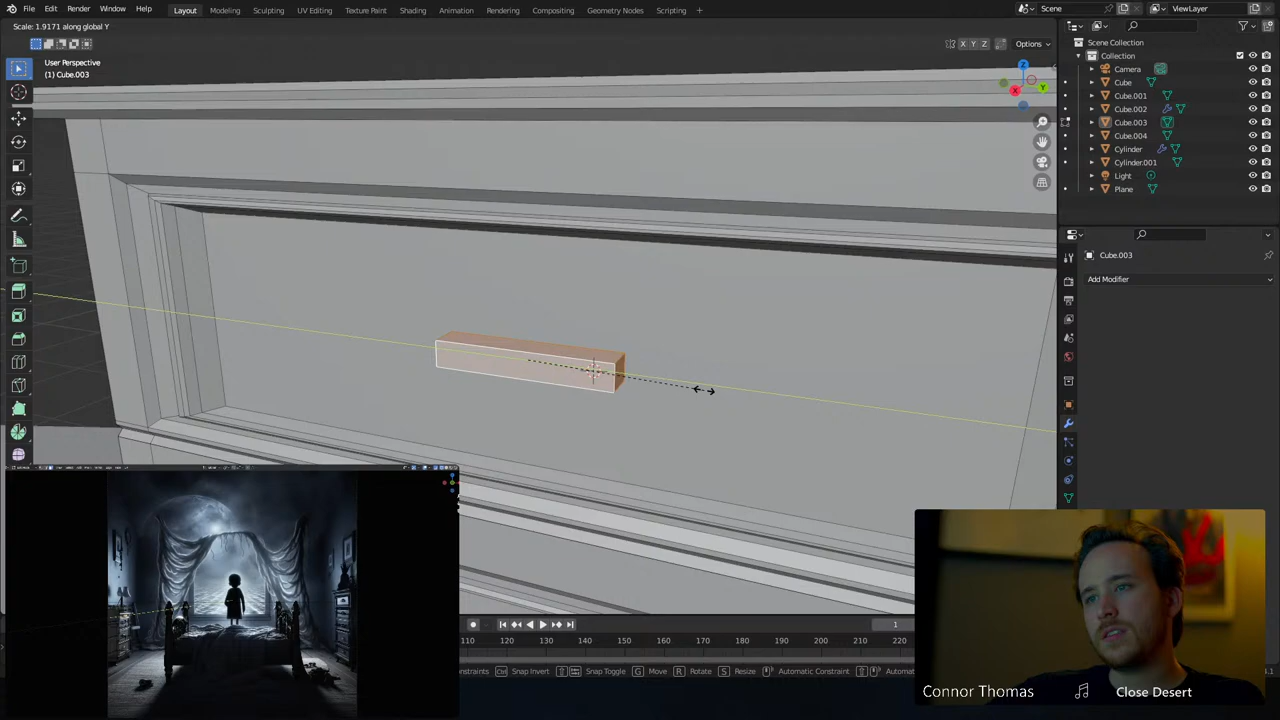 File Edit Render Window Help Layout Modeling Sculpting UV Editing Texture Paint Shading Animation Rendering Compositing Geometry Nodes Scripting + Scene ViewLayer
Scale: 1.9171 along global Y
X Y Z Options
User Perspective
(1) Cube.003
Z
X Y
Scene Collection
Collection
Camera
Cube
Cube.001
Cube.002
Cube.003
Cube.004
Cylinder
Cylinder.001
Light
Plane
Cube.003
Add Modifier
1
110 120 130 140 150 160 170 180 190 200 210 220
nstraints Ctrl Snap Invert Snap Toggle G Move R Rotate S Resize Automatic Constraint Automatic
Connor Thomas Close Desert